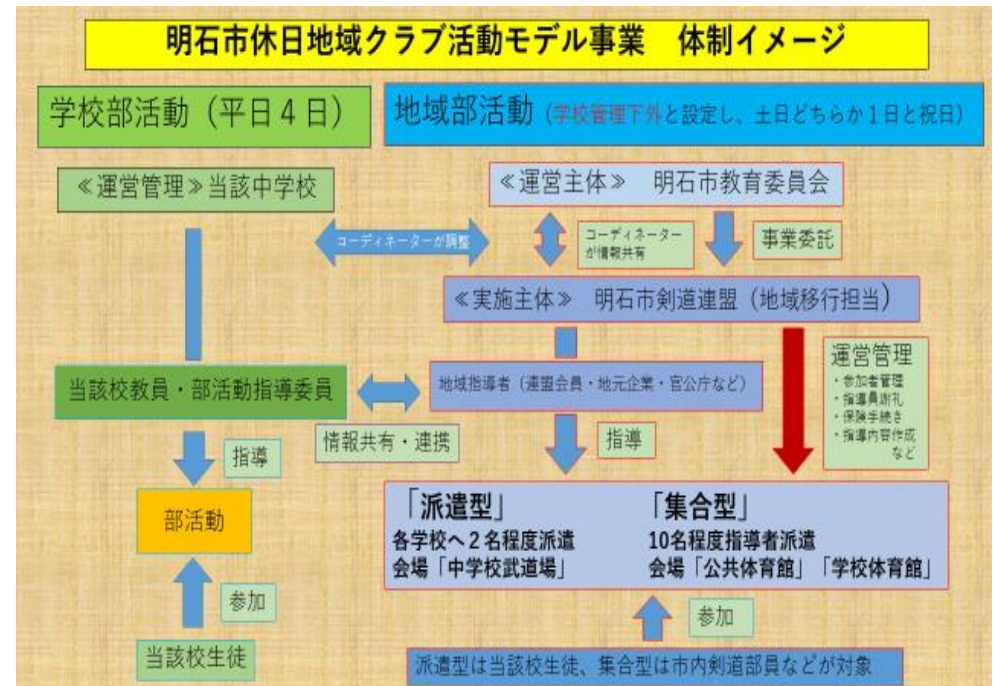 明石市休日地域クラブ活動モデル事業　体制イメージ
学校部活動（平日４日）
地域部活動（学校管理下外と設定し、土日どちらか１日と祝日）
≪運営管理≫当該中学校
≪運営主体≫　明石市教育委員会
コーディネーターが調整
コーディネーター
が情報共有
事業委託
≪実施主体≫　明石市剣道連盟（地域移行担当）
運営管理
・参加者管理
・指導員謝礼
・保険手続き
・指導内容作成
など
当該校教員・部活動指導委員
地域指導者（連盟会員・地元企業・官公庁など）
情報共有・連携
指導
指導
部活動
「派遣型」
各学校へ２名程度派遣
会場「中学校武道場」
「集合型」
10名程度指導者派遣
会場「公共体育館」「学校体育館」
参加
参加
当該校生徒
派遣型は当該校生徒、集合型は市内剣道部員などが対象